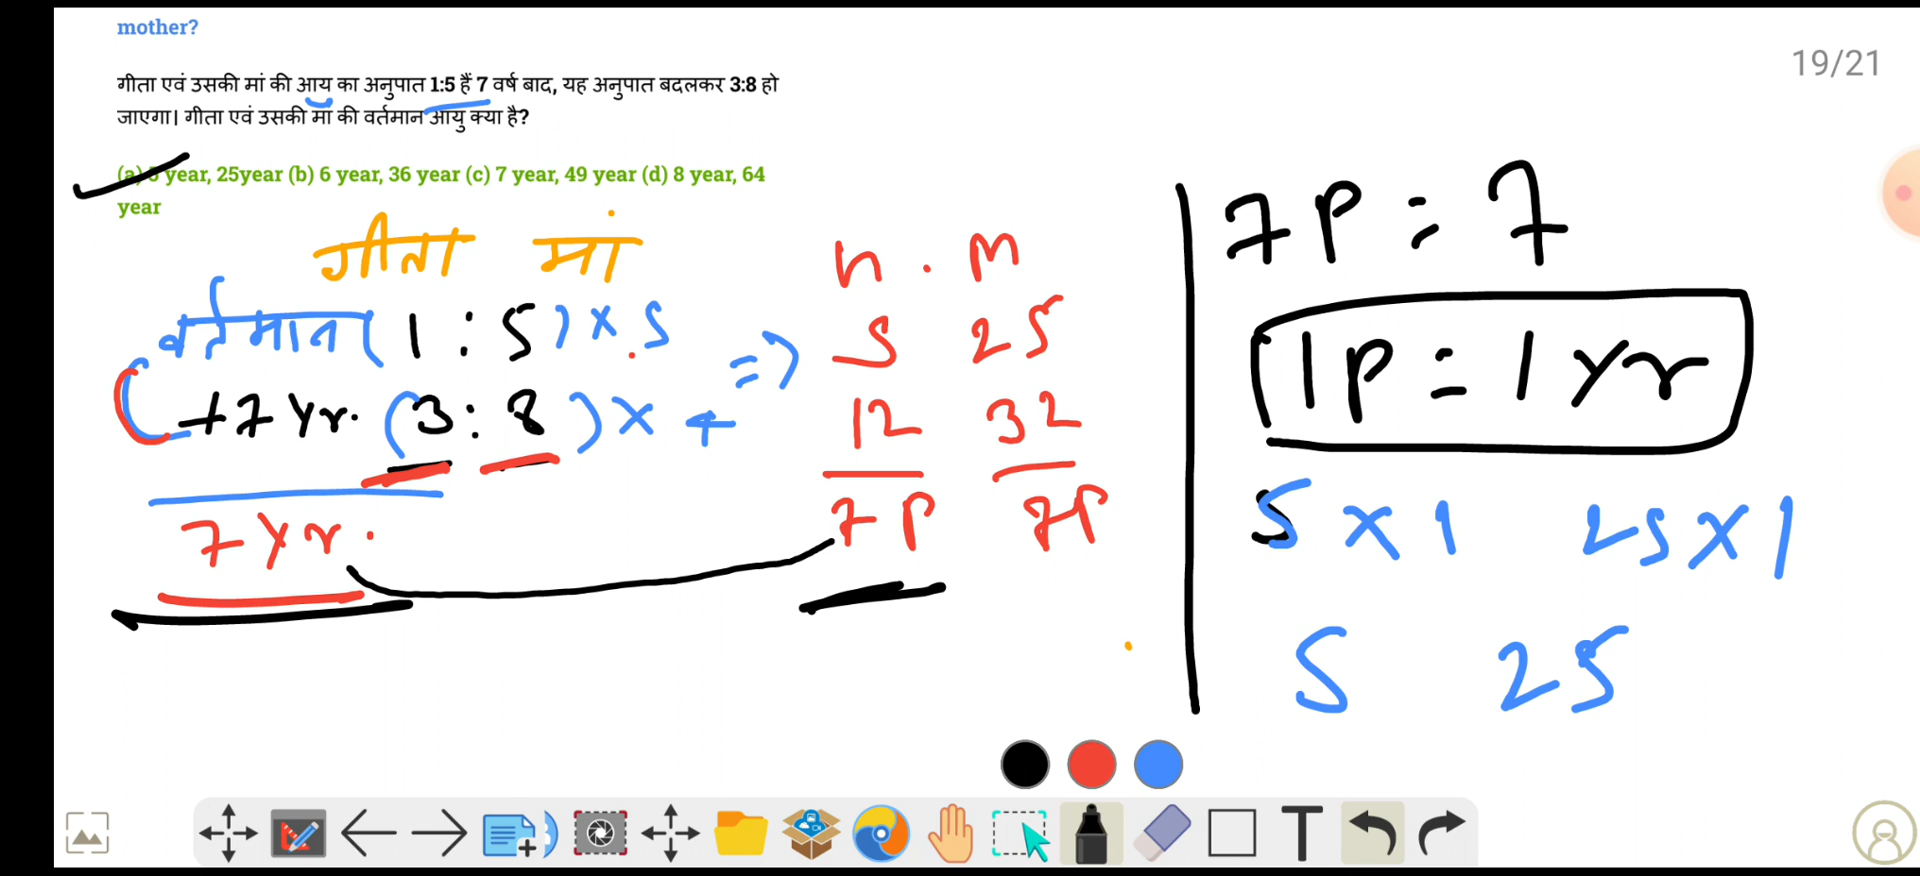 mother?
19/21
गीता एवं उसकी मां की आय का अनुपात 1:5 हैं 7 वर्ष बाद, यह अनुपात बदलकर 3:8 हो
जाएगा। गीता एवं उसकी मां की वर्तमान आयु क्या है?
(a) 5 year, 25year (b) 6 year, 36 year (c) 7 year, 49 year (d) 8 year, 64
year
गीता मां
वर्तमान (1 : 5) x 5
+7 yr. (3 : 8) x 4
7 yr.
=>
n . m
5 25
12 32
7P 7P
7P = 7
1P = 1 yr
5 x 1 25 x 1
5 25
T